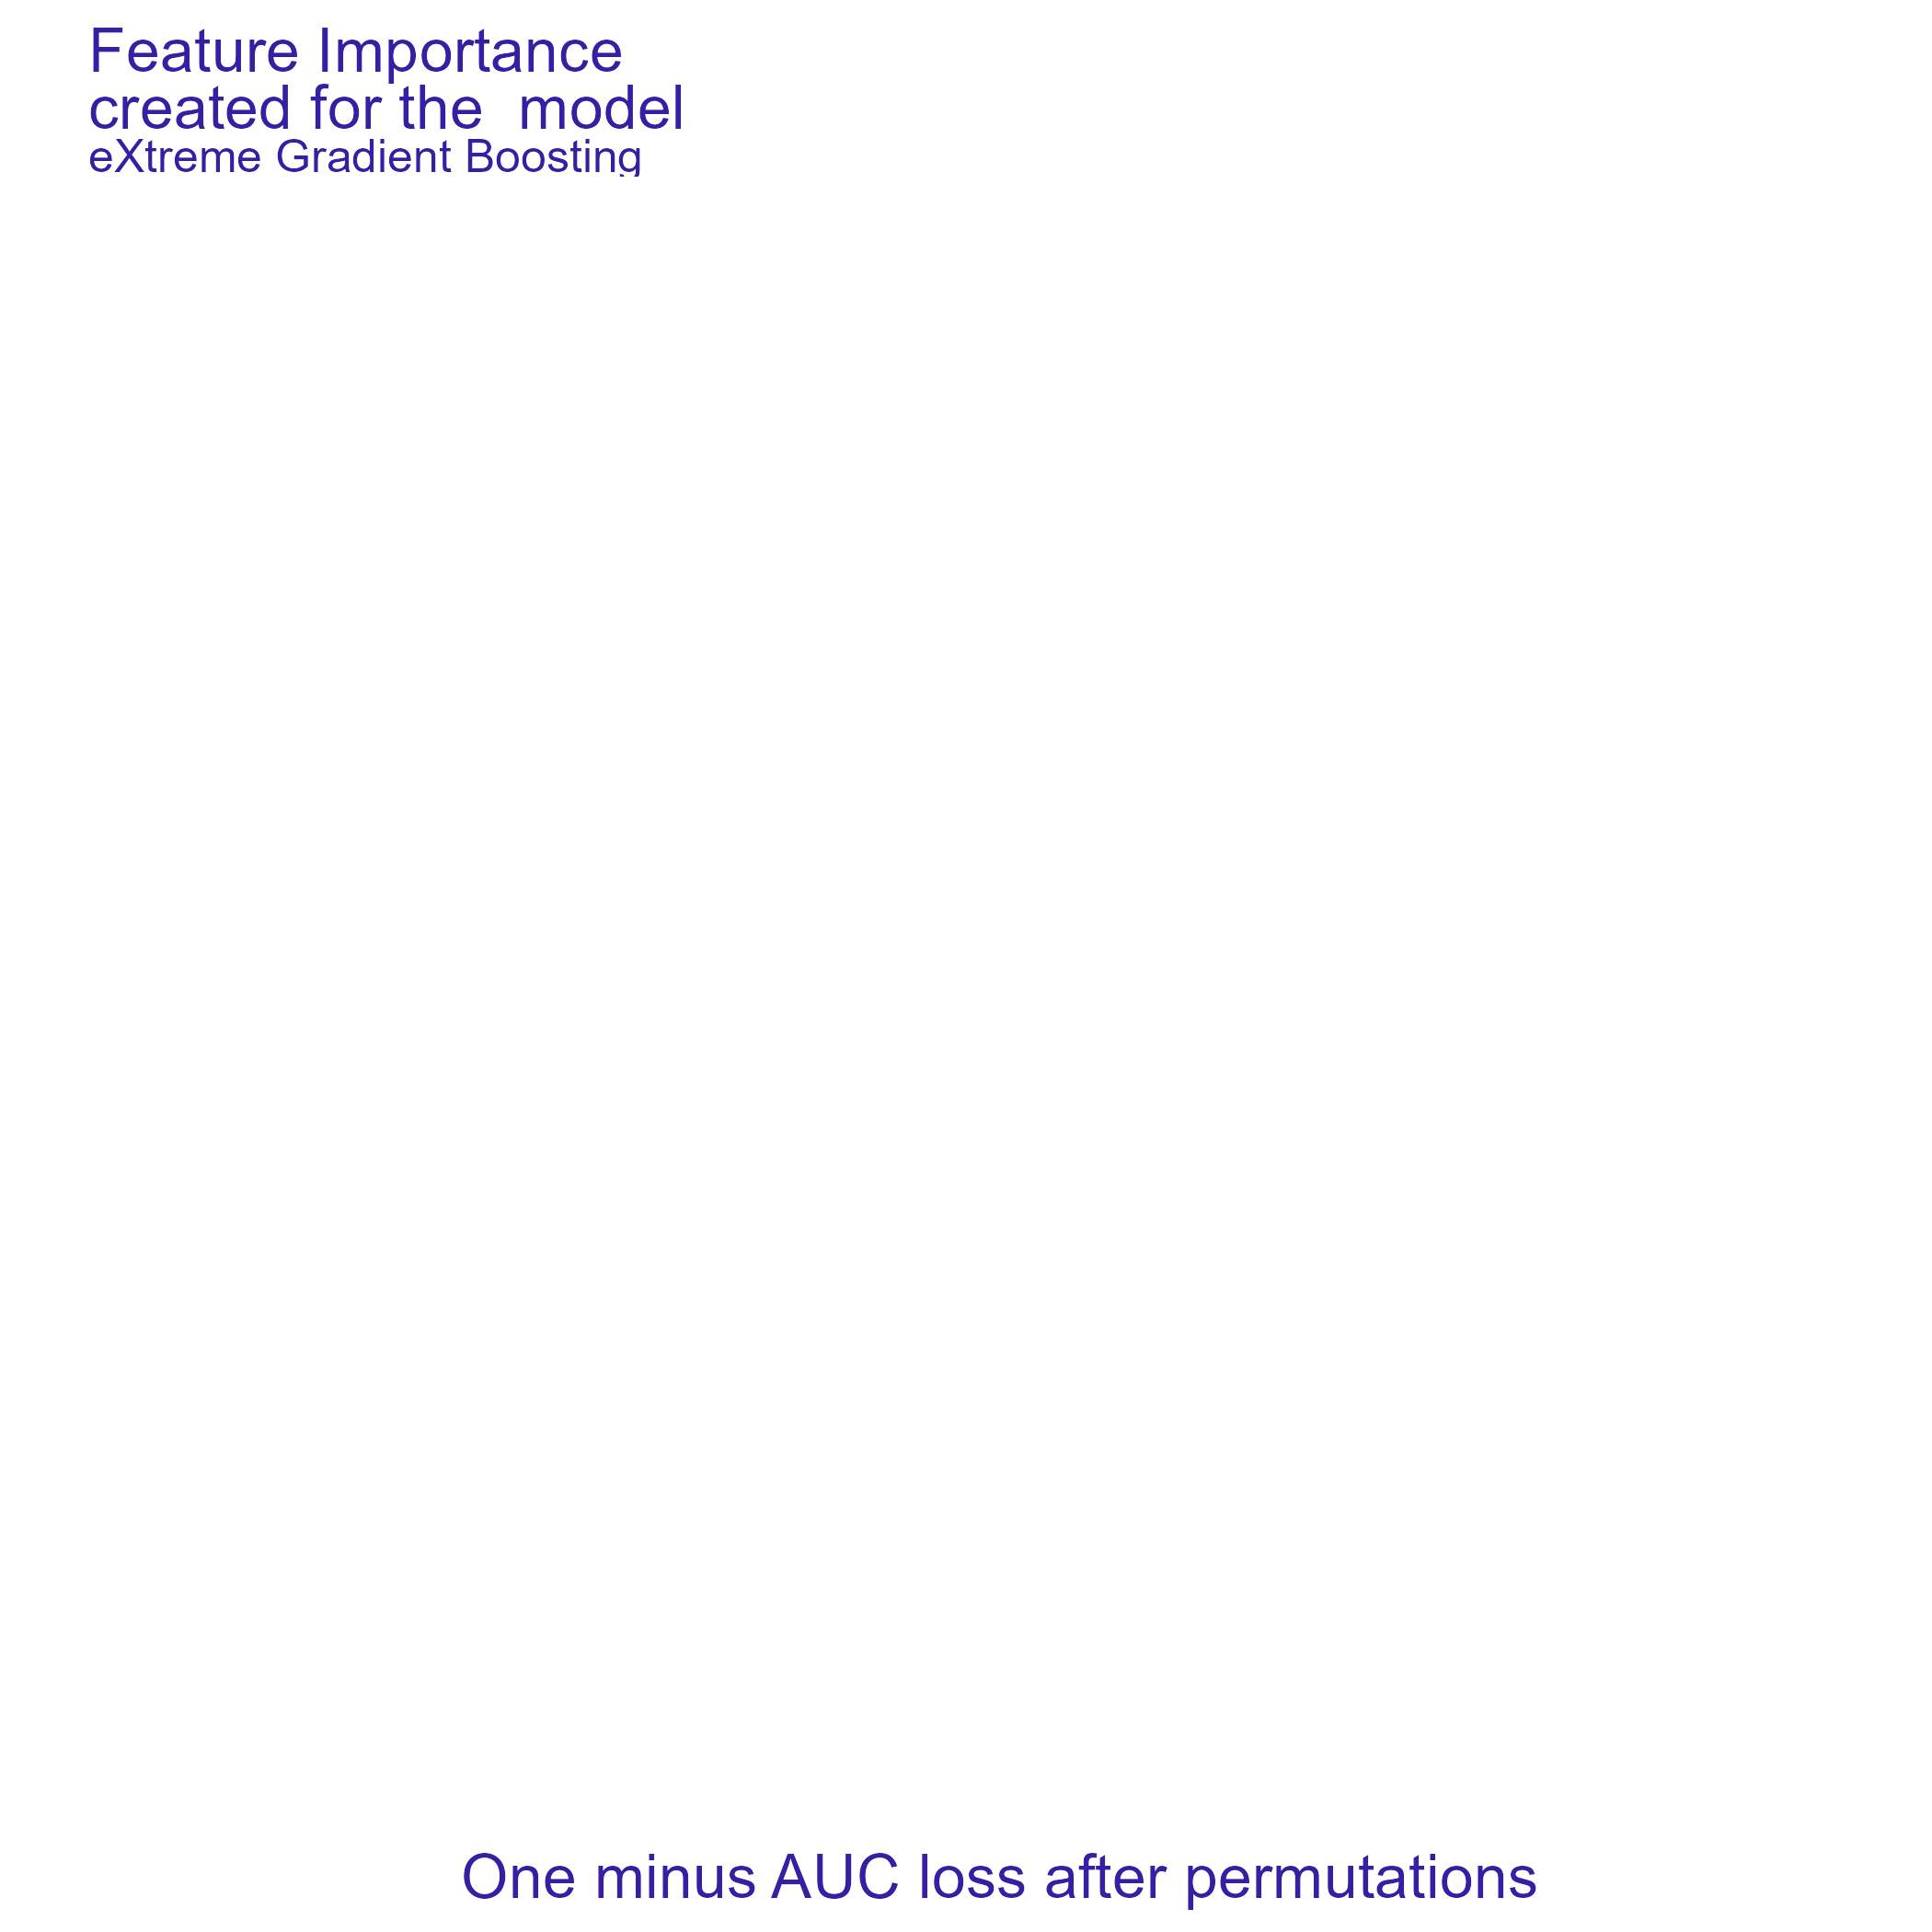 Feature Importance
created for the  model
eXtreme Gradient Boosting
One minus AUC loss after permutations